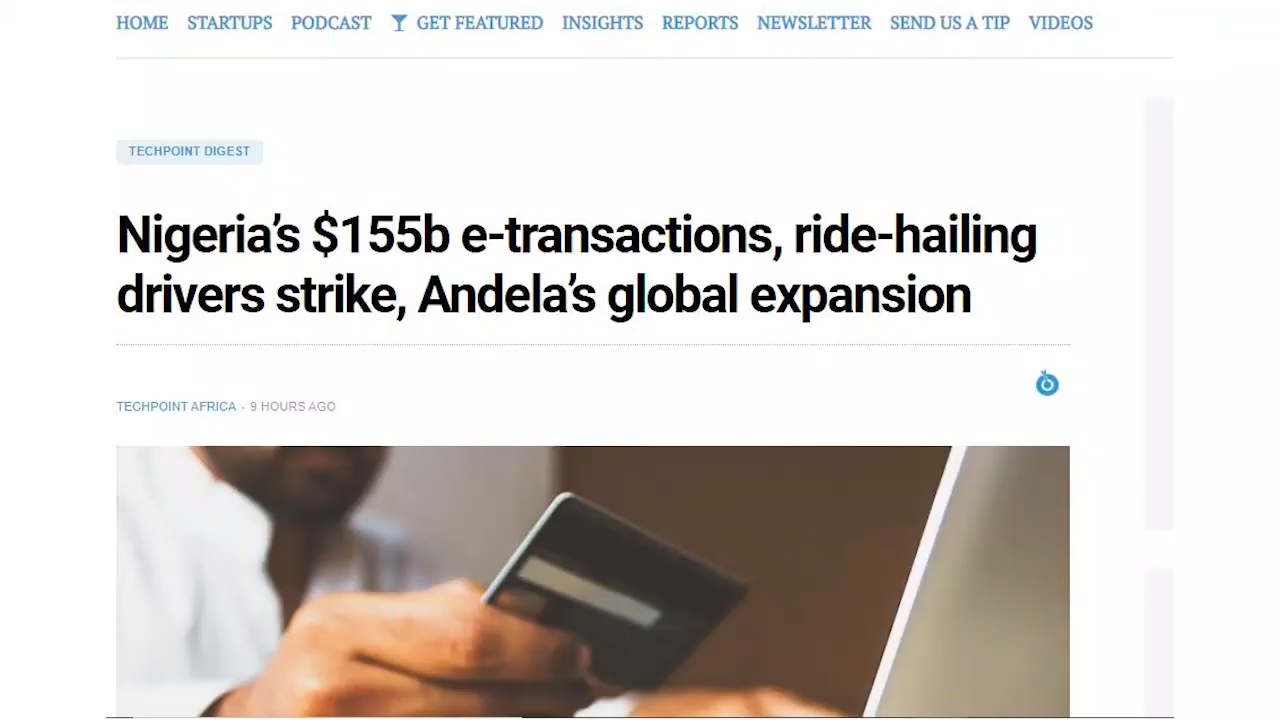 HOME STARTUPS PODCAST GET FEATURED INSIGHTS REPORTS NEWSLETTER SEND US A TIP VIDEOS
TECHPOINT DIGEST
Nigeria’s $155b e-transactions, ride-hailing
drivers strike, Andela’s global expansion
TECHPOINT AFRICA - 9 HOURS AGO